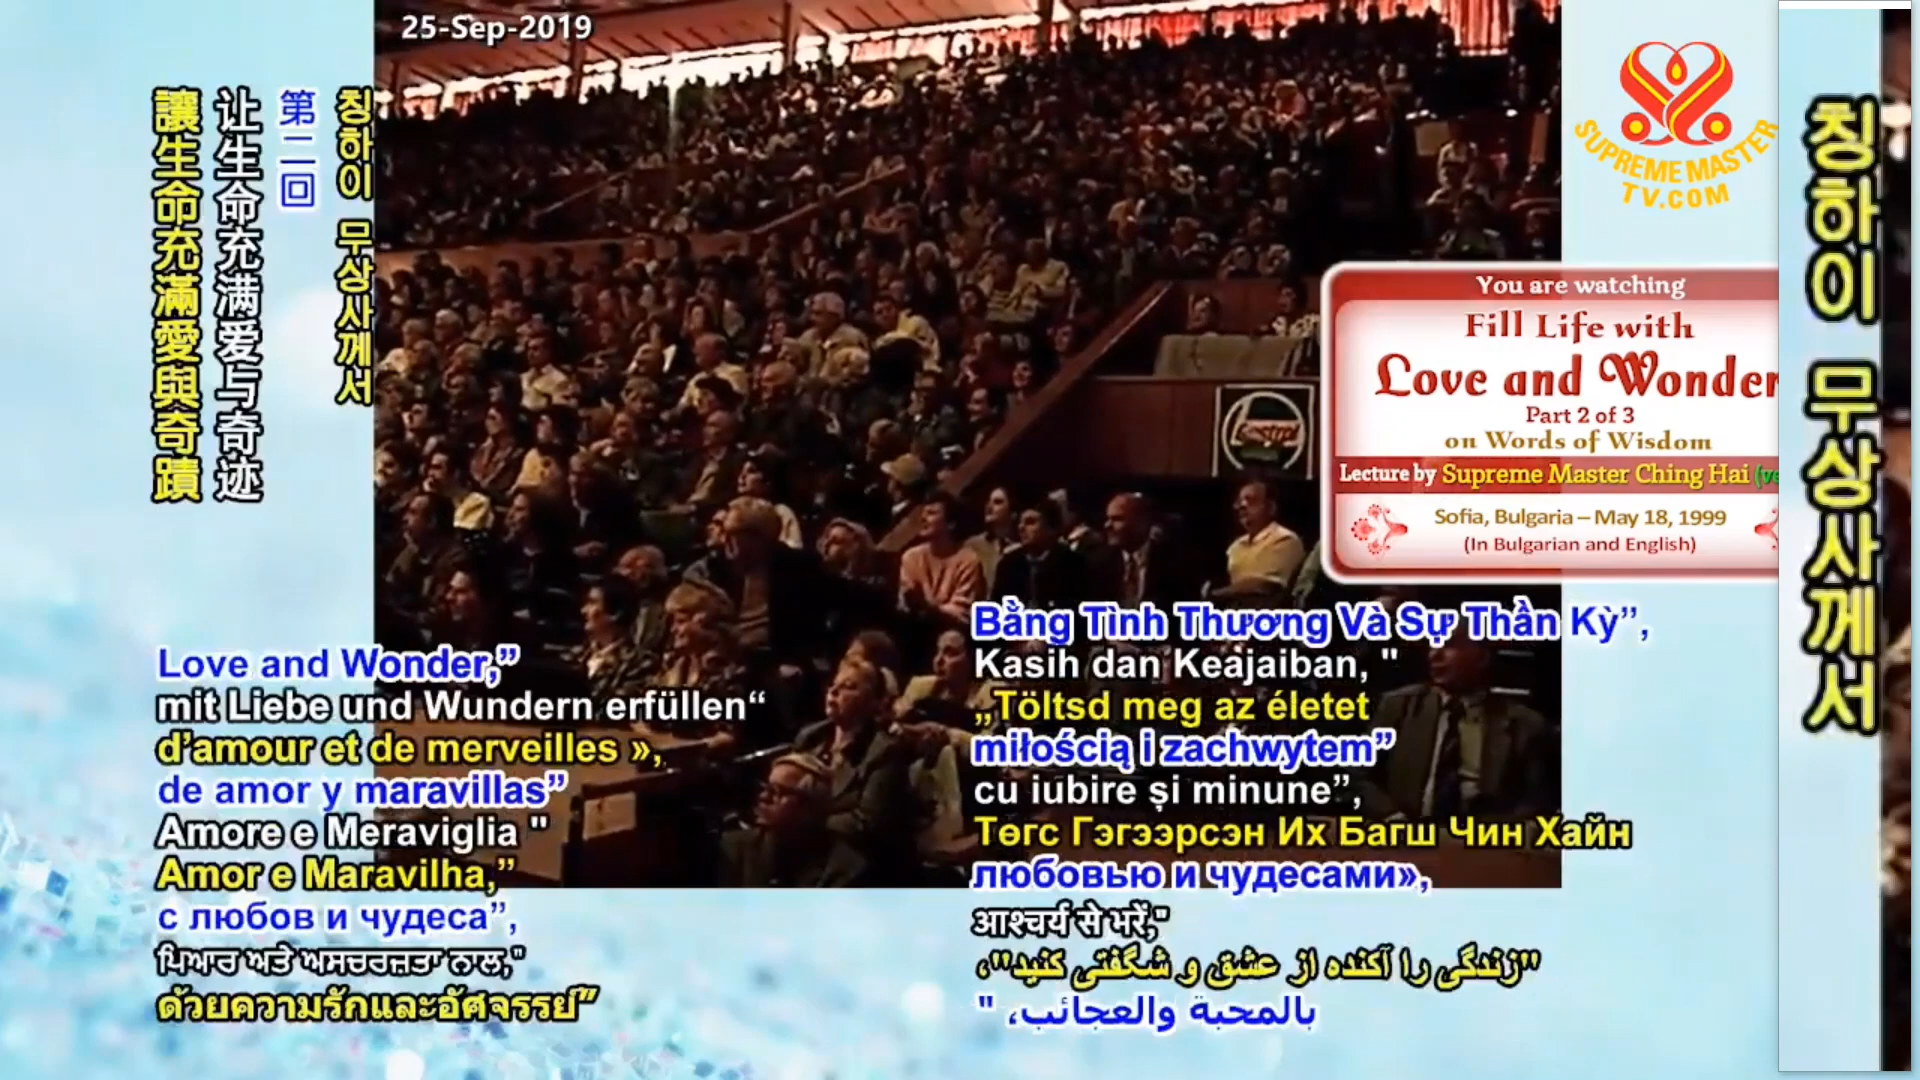 25-Sep-2019
칭하이 무상사께서
第二回
让生命充满爱与奇迹
讓生命充滿愛與奇蹟
SUPREME MASTER
TV.COM
You are watching
Fill Life with
Love and Wonder
Part 2 of 3
on Words of Wisdom
Lecture by Supreme Master Ching Hai (ve
Sofia, Bulgaria – May 18, 1999
(In Bulgarian and English)
칭하이 무상사께서
Castrol
Love and Wonder,”
mit Liebe und Wundern erfüllen“
d’amour et de merveilles »,
de amor y maravillas”
Amore e Meraviglia "
Amor e Maravilha,”
с любов и чудеса”,
ਪਿਆਰ ਅਤੇ ਅਸਚਰਜਤਾ ਨਾਲ,"
ด้วยความรักและอัศจรรย์”
Bằng Tình Thương Và Sự Thần Kỳ”,
Kasih dan Keajaiban, "
„Töltsd meg az életet
miłością i zachwytem”
cu iubire și minune”,
Төгс Гэгээрсэн Их Багш Чин Хайн
любовью и чудесами»,
आश्चर्य से भरें,"
"زندگی را آکنده از عشق و شگفتی کنید"،
بالمحبة والعجائب، "